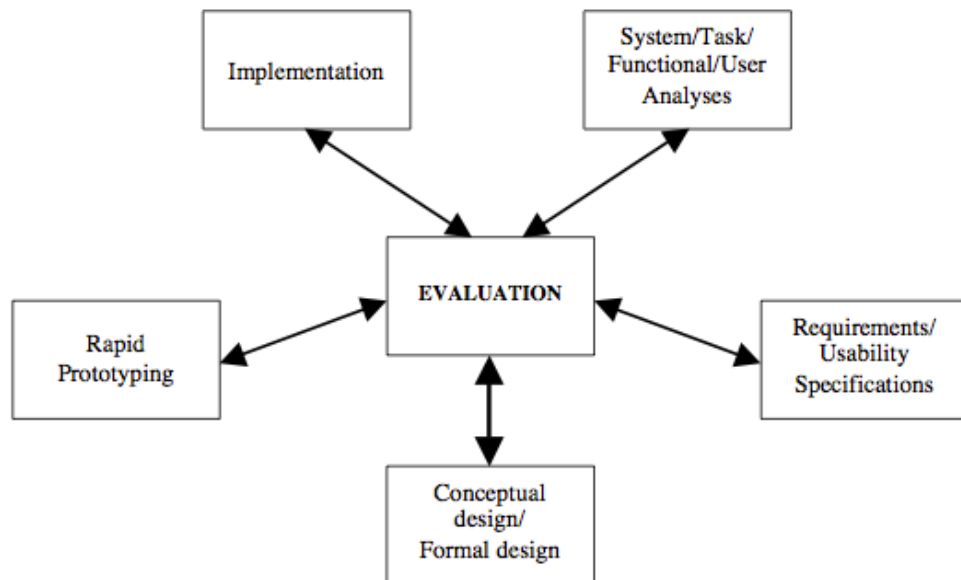 Implementation
System/Task/
Functional/User
Analyses
EVALUATION
Rapid
Prototyping
Requirements/
Usability
Specifications
Conceptual
design/
Formal design